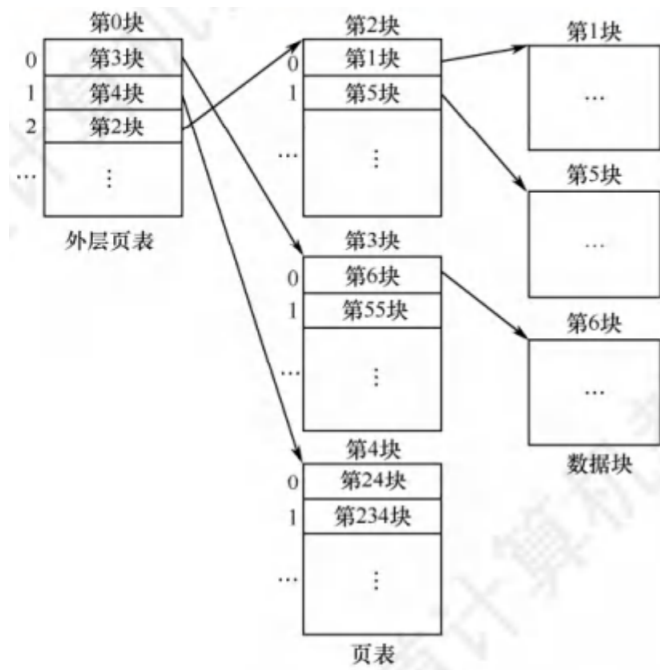 第0块
0 第3块
1 第4块
2 第2块
... ⋮
外层页表
第2块
0 第1块
1 第5块
... ⋮
第3块
0 第6块
1 第55块
... ⋮
第4块
0 第24块
1 第234块
... ⋮
页表
第1块
...
第5块
...
第6块
...
数据块